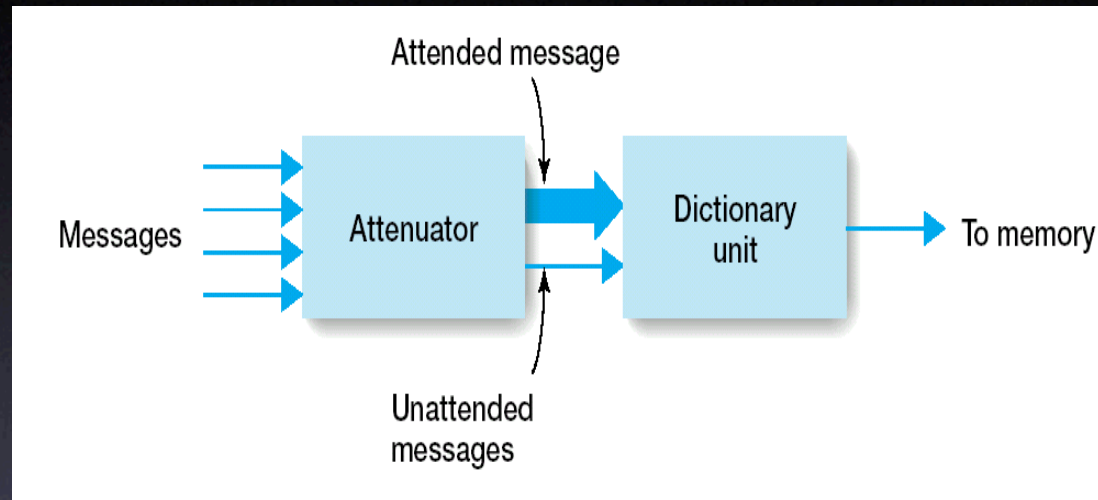 Attended message
Messages
Attenuator
Dictionary
unit
To memory
Unattended
messages